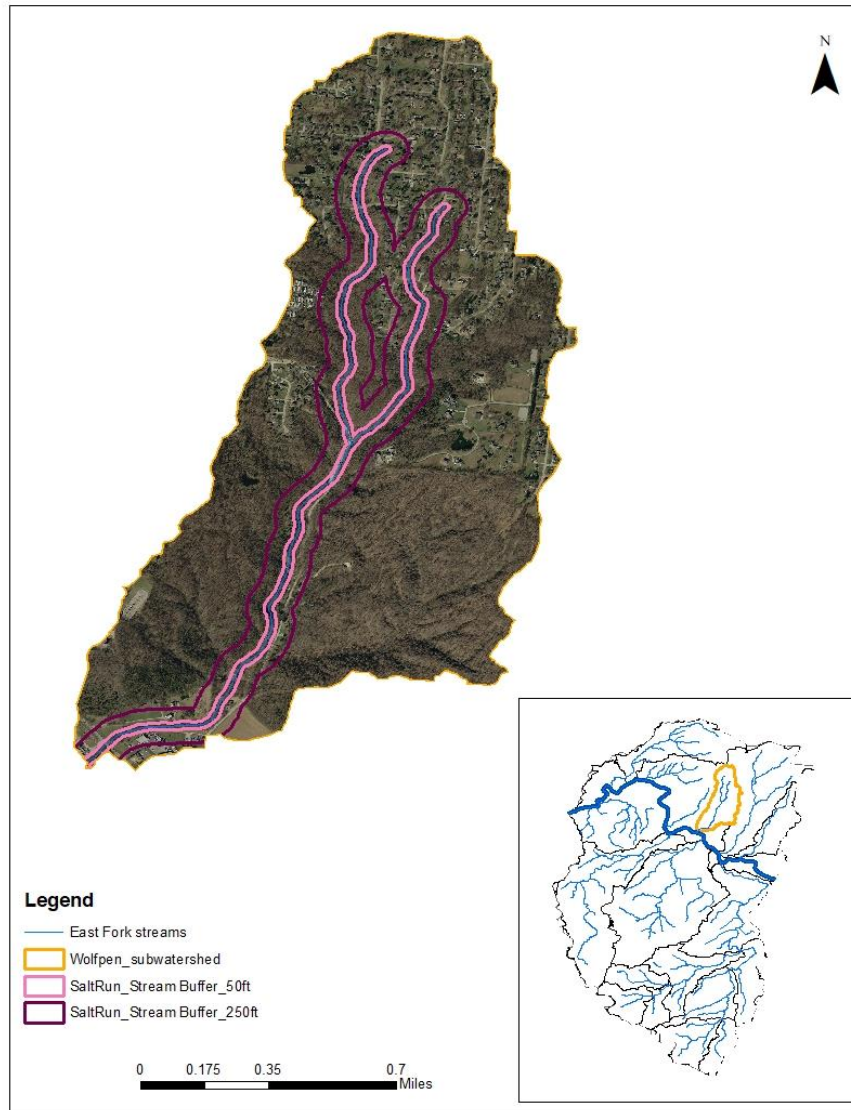 N
Legend
East Fork streams
Wolfpen_subwatershed
SaltRun_Stream Buffer_50ft
SaltRun_Stream Buffer_250ft
0 0.175 0.35 0.7
Miles